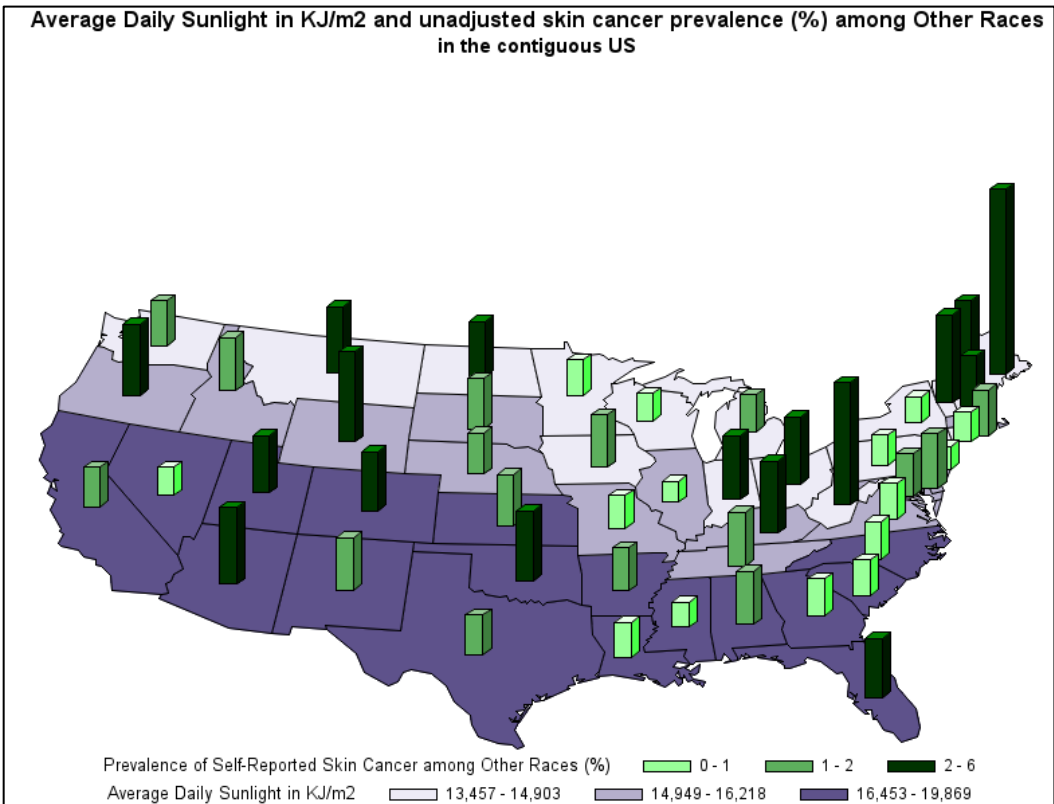 Average Daily Sunlight in KJ/m2 and unadjusted skin cancer prevalence (%) among Other Races
in the contiguous US
Prevalence of Self-Reported Skin Cancer among Other Races (%) 0 - 1 1 - 2 2 - 6
Average Daily Sunlight in KJ/m2 13,457 - 14,903 14,949 - 16,218 16,453 - 19,869